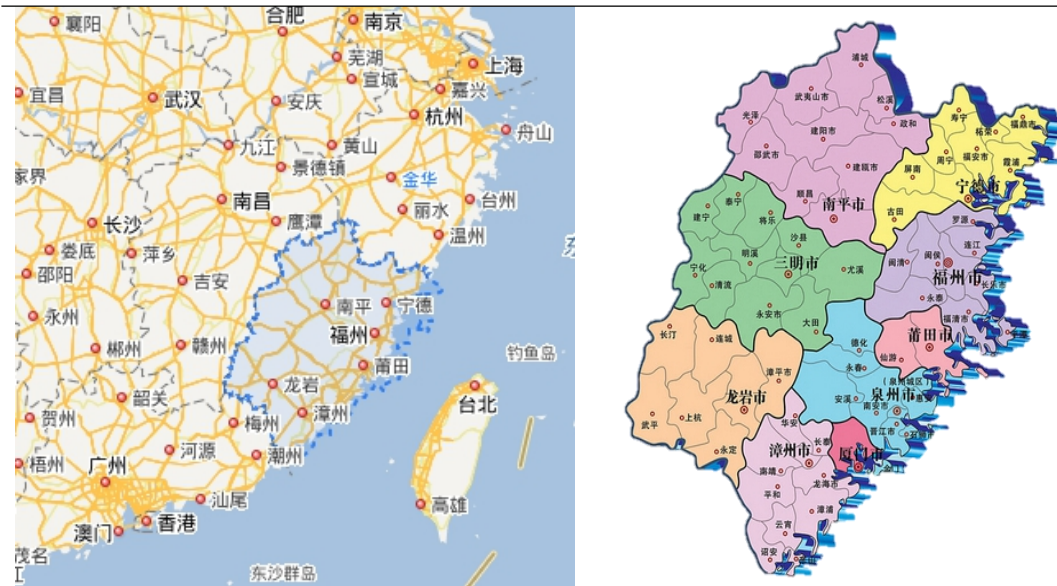 襄阳
合肥
南京
芜湖
上海
宜昌
武汉
安庆
宣城
嘉兴
杭州
舟山
九江
黄山
景德镇
金华
家界
南昌
丽水
台州
长沙
鹰潭
温州
娄底
萍乡
邵阳
吉安
南平
宁德
永州
福州
郴州
赣州
莆田
钓鱼岛
韶关
龙岩
台北
贺州
梅州
漳州
梧州
河源
潮州
广州
汕尾
高雄
澳门
香港
茂名
江
东沙群岛
东
浦城
武夷山市
松溪
光泽
政和
建阳市
邵武市
建瓯市
顺昌
南平市
寿宁
柘荣
福鼎市
周宁
福安市
霞浦
屏南
宁德市
古田
泰宁
建宁
将乐
沙县
明溪
三明市
尤溪
宁化
清流
永安市
大田
罗源
连江
闽清
闽侯
福州市
长乐市
永泰
福清市
莆田市
仙游
长汀
连城
漳平市
龙岩市
武平
上杭
永定
德化
永春
(泉州城区)
安溪
泉州市
南安市
晋江市
华安
长泰
漳州市
厦门市
南靖
龙海市
平和
漳浦
云霄
诏安